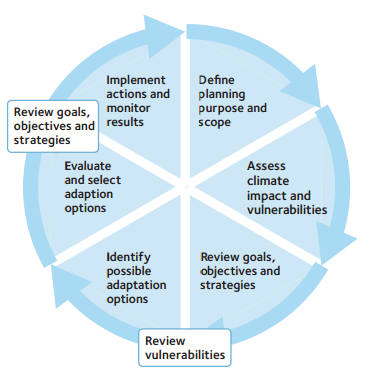 Define
planning
purpose and
scope
Assess
climate
impact and
vulnerabilities
Review goals,
objectives and
strategies
Review
vulnerabilities
Identify
possible
adaptation
options
Evaluate
and select
adaption
options
Review goals,
objectives and
strategies
Implement
actions and
monitor
results